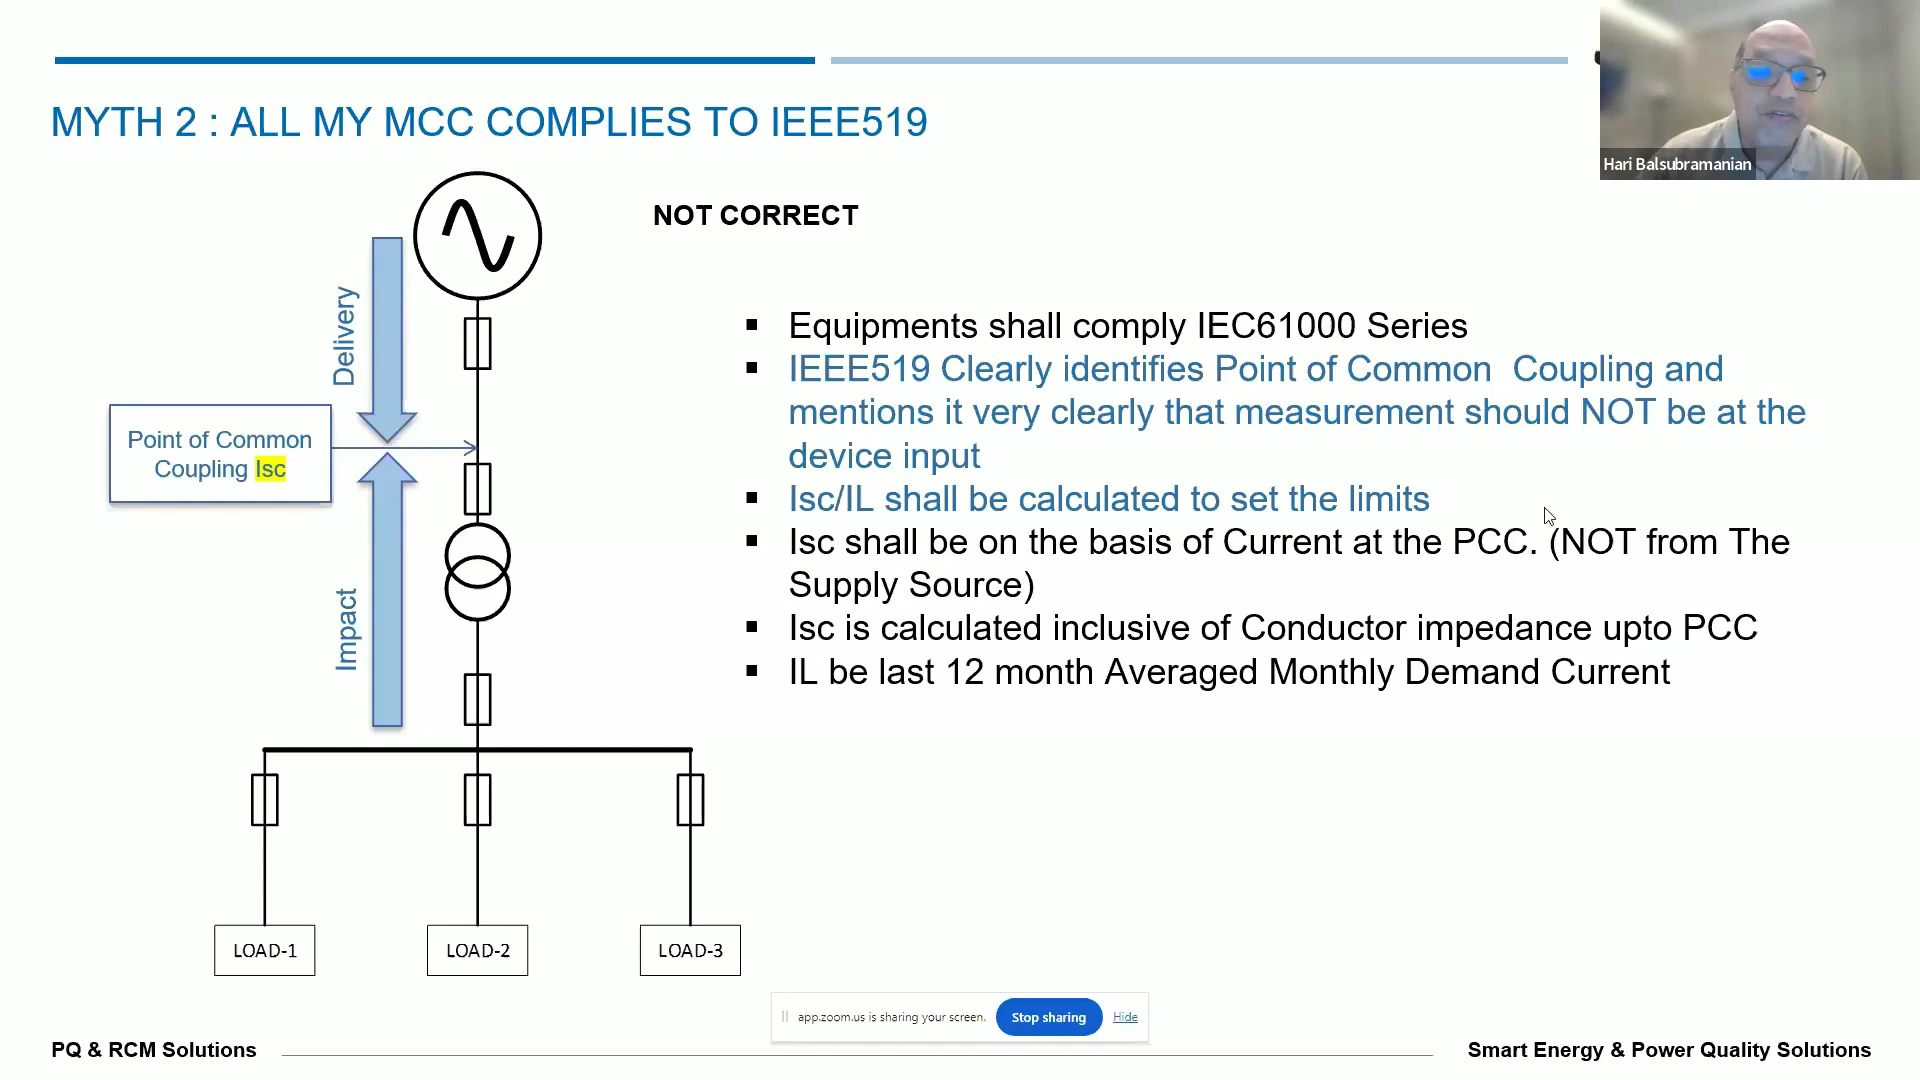 Hari Balsubramanian
MYTH 2 : ALL MY MCC COMPLIES TO IEEE519
NOT CORRECT
Delivery
Point of Common
Coupling Isc
Impact
▪ Equipments shall comply IEC61000 Series
▪ IEEE519 Clearly identifies Point of Common Coupling and
mentions it very clearly that measurement should NOT be at the
device input
▪ Isc/IL shall be calculated to set the limits
▪ Isc shall be on the basis of Current at the PCC. (NOT from The
Supply Source)
▪ Isc is calculated inclusive of Conductor impedance upto PCC
▪ IL be last 12 month Averaged Monthly Demand Current
LOAD-1 LOAD-2 LOAD-3
app.zoom.us is sharing your screen. Stop sharing Hide
PQ & RCM Solutions
Smart Energy & Power Quality Solutions